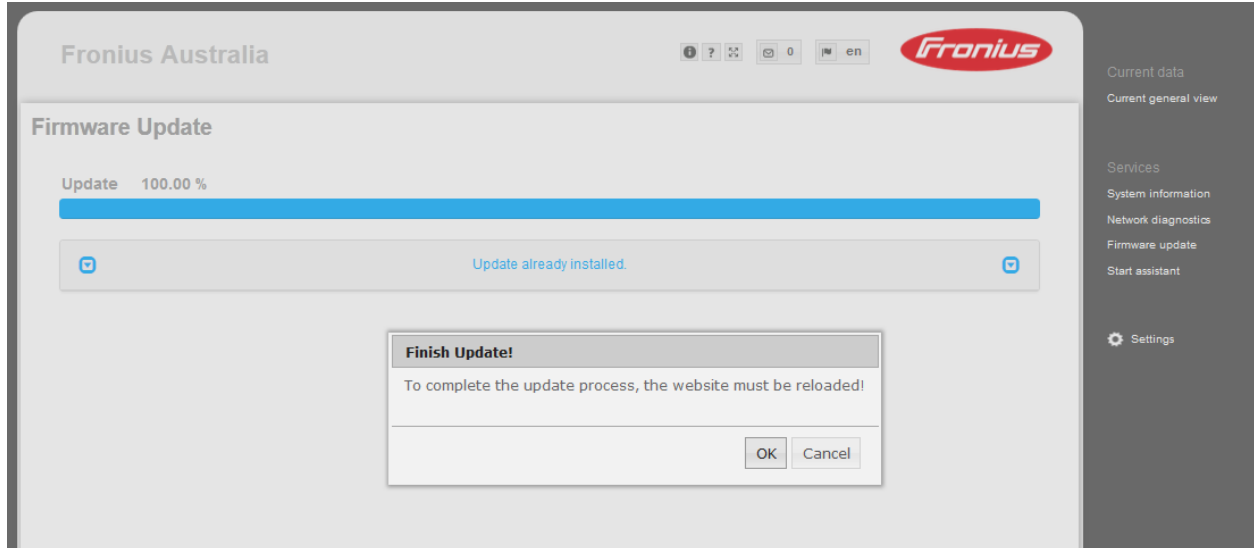 Fronius Australia
? 0 en
Fronius
Firmware Update
Update 100.00 %
Update already installed.
Finish Update!
To complete the update process, the website must be reloaded!
OK Cancel
Current data
Current general view
Services
System information
Network diagnostics
Firmware update
Start assistant
Settings